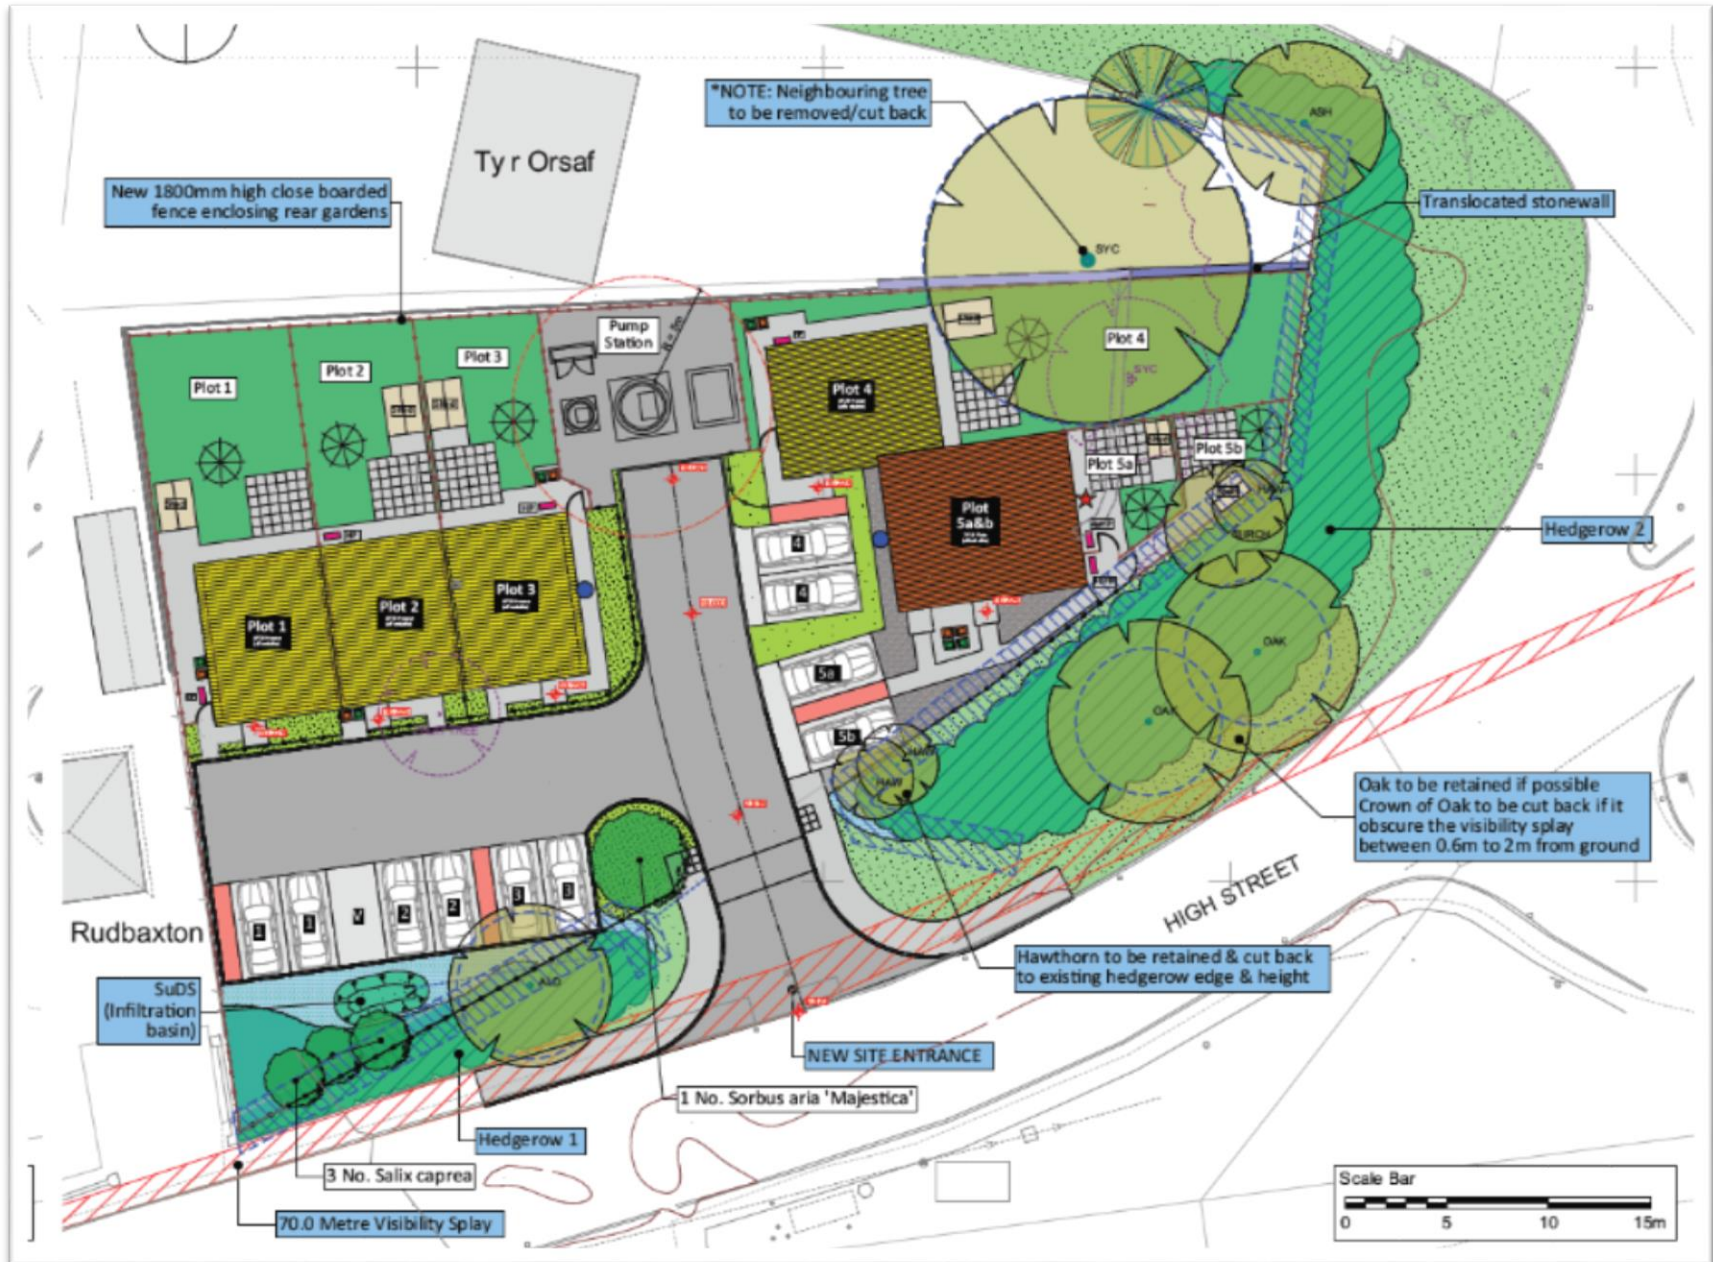 *NOTE: Neighbouring tree
to be removed/cut back
ASH
Ty r Orsaf
New 1800mm high close boarded
fence enclosing rear gardens
Translocated stonewall
SYC
Pump
Station
Plot 1
Plot 2
Plot 3
Plot 4
SYC
Plot 4
Plot 5a
Plot 5b
Plot
5a&b
Hedgerow 2
4
4
Plot 1
Plot 2
Plot 3
OAK
5a
5b
OAK
HAW
Oak to be retained if possible
Crown of Oak to be cut back if it
obscure the visibility splay
between 0.6m to 2m from ground
HIGH STREET
1
1
V
2
2
3
3
Rudbaxton
Hawthorn to be retained & cut back
to existing hedgerow edge & height
SuDS
(Infiltration
basin)
NEW SITE ENTRANCE
1 No. Sorbus aria 'Majestica'
Hedgerow 1
3 No. Salix caprea
70.0 Metre Visibility Splay
Scale Bar
0 5 10 15m